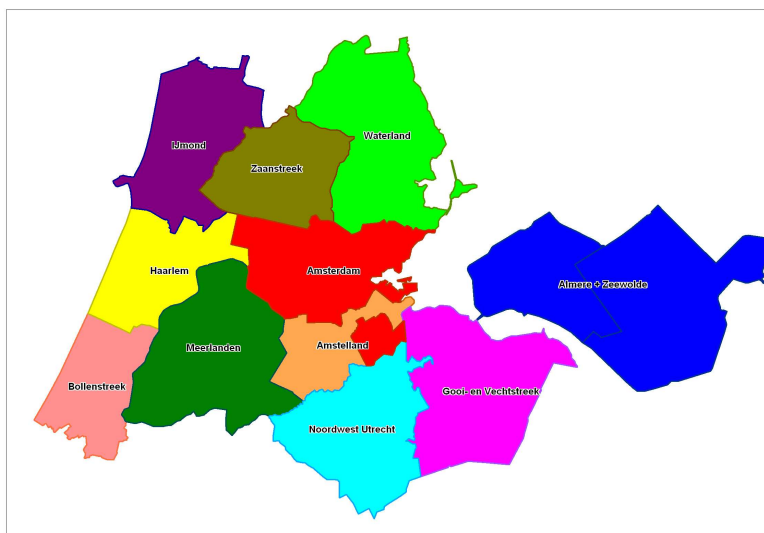 Waterland
IJmond
Zaanstreek
Haarlem
Amsterdam
Almere + Zeewolde
Amstelland
Meerlanden
Bollenstreek
Gooi- en Vechtstreek
Noordwest Utrecht